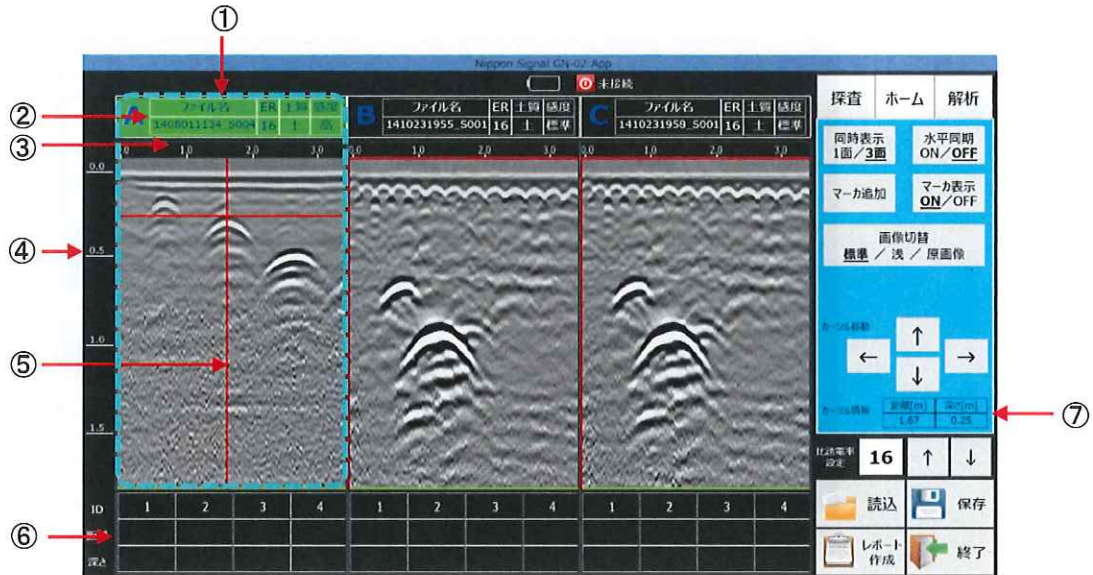 ①
Nippon Signal GN-02 App
未接続
② A ファイル名 ER 土質 感度
1408011124_S004 16 土 高
B ファイル名 ER 土質 感度
1410231955_S001 16 土 標準
C ファイル名 ER 土質 感度
1410231958_S001 16 土 標準
③ 0.0 1.0 2.0 3.0
0.0 1.0 2.0 3.0
0.0 1.0 2.0 3.0
0.0
④ 0.5
1.0
⑤
1.5
ID 1 2 3 4 1 2 3 4 1 2 3 4
⑥ 距離
深さ
探査 ホーム 解析
同時表示
1面/3面
水平同期
ON/OFF
マーカ追加
マーカ表示
ON/OFF
画像切替
標準 / 浅 / 原画像
カーソル移動
↑
← →
↓
カーソル情報 距離[m] 深さ[m]
1.67 0.25
⑦
比誘電率
設定 16 ↑ ↓
読込 保存
レポート
作成
終了